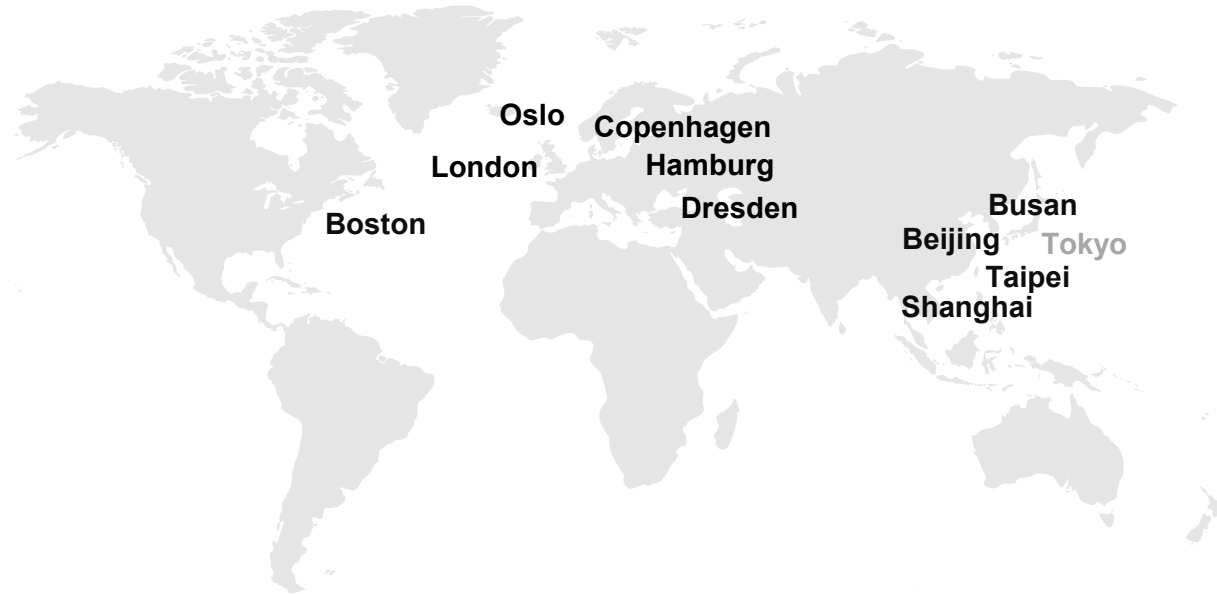 Oslo
Copenhagen
London
Hamburg
Dresden
Boston
Busan
Beijing
Tokyo
Taipei
Shanghai